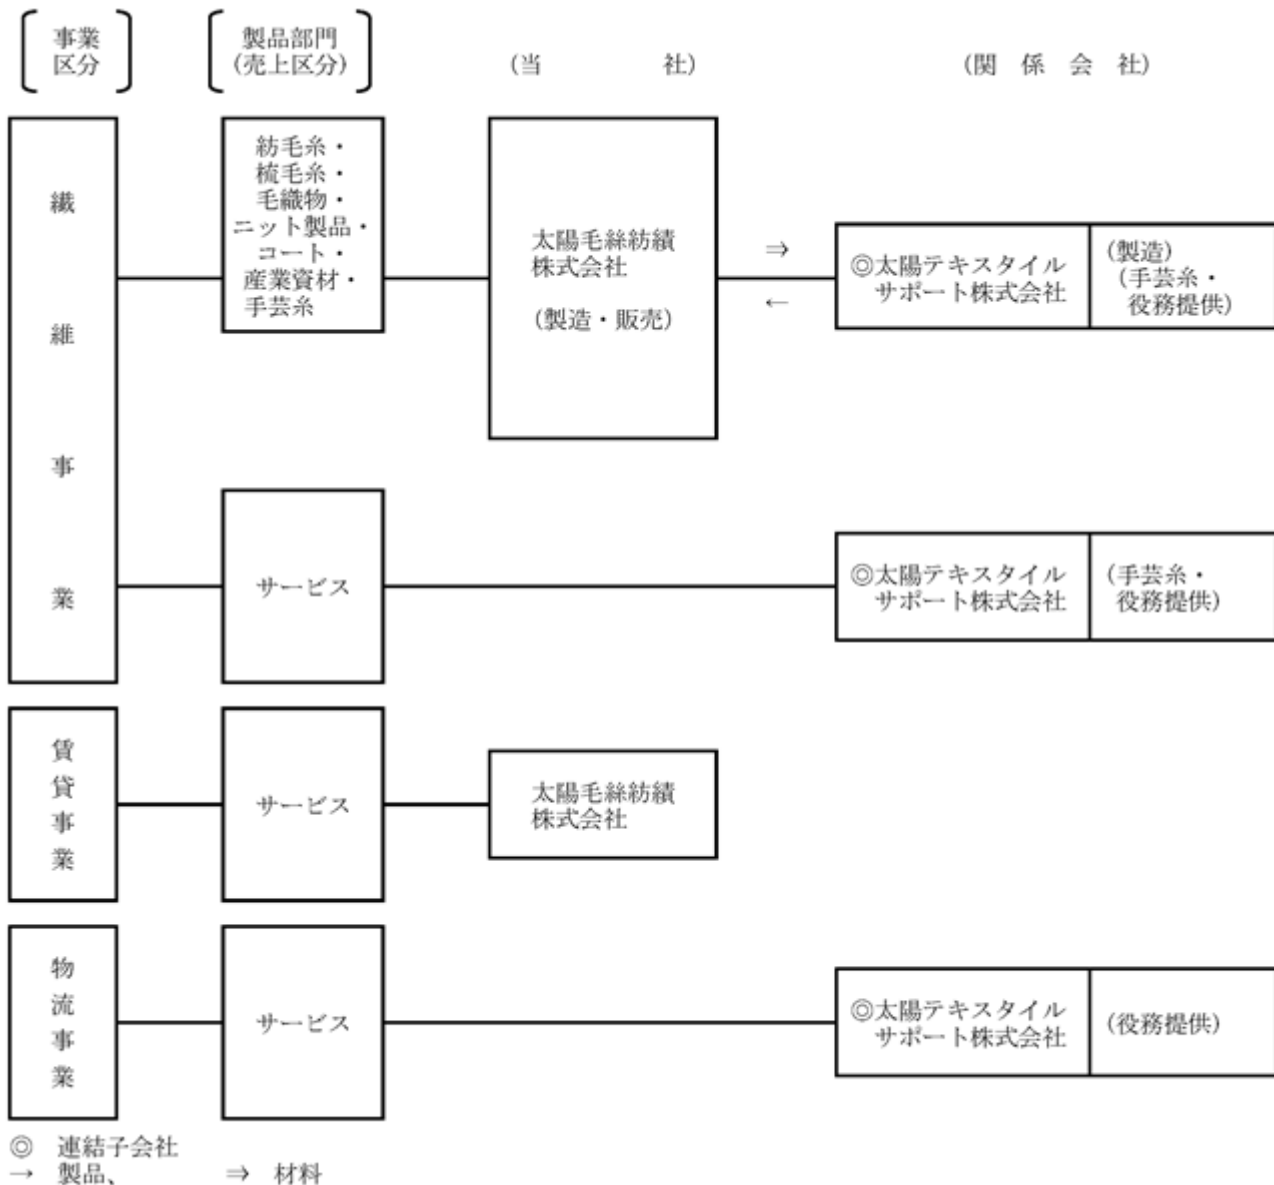 事業
区分
製品部門
(売上区分)
(当 社)
(関 係 会 社)
繊維事業
紡毛糸・
梳毛糸・
毛織物・
ニット製品・
コート・
産業資材・
手芸糸
太陽毛絲紡績
株式会社
(製造・販売)
⇒
←
◎太陽テキスタイル
サポート株式会社
(製造)
(手芸糸・
役務提供)
サービス
◎太陽テキスタイル
サポート株式会社
(手芸糸・
役務提供)
賃貸事業
サービス
太陽毛絲紡績
株式会社
物流事業
サービス
◎太陽テキスタイル
サポート株式会社
(役務提供)
◎ 連結子会社
→ 製品、 ⇒ 材料